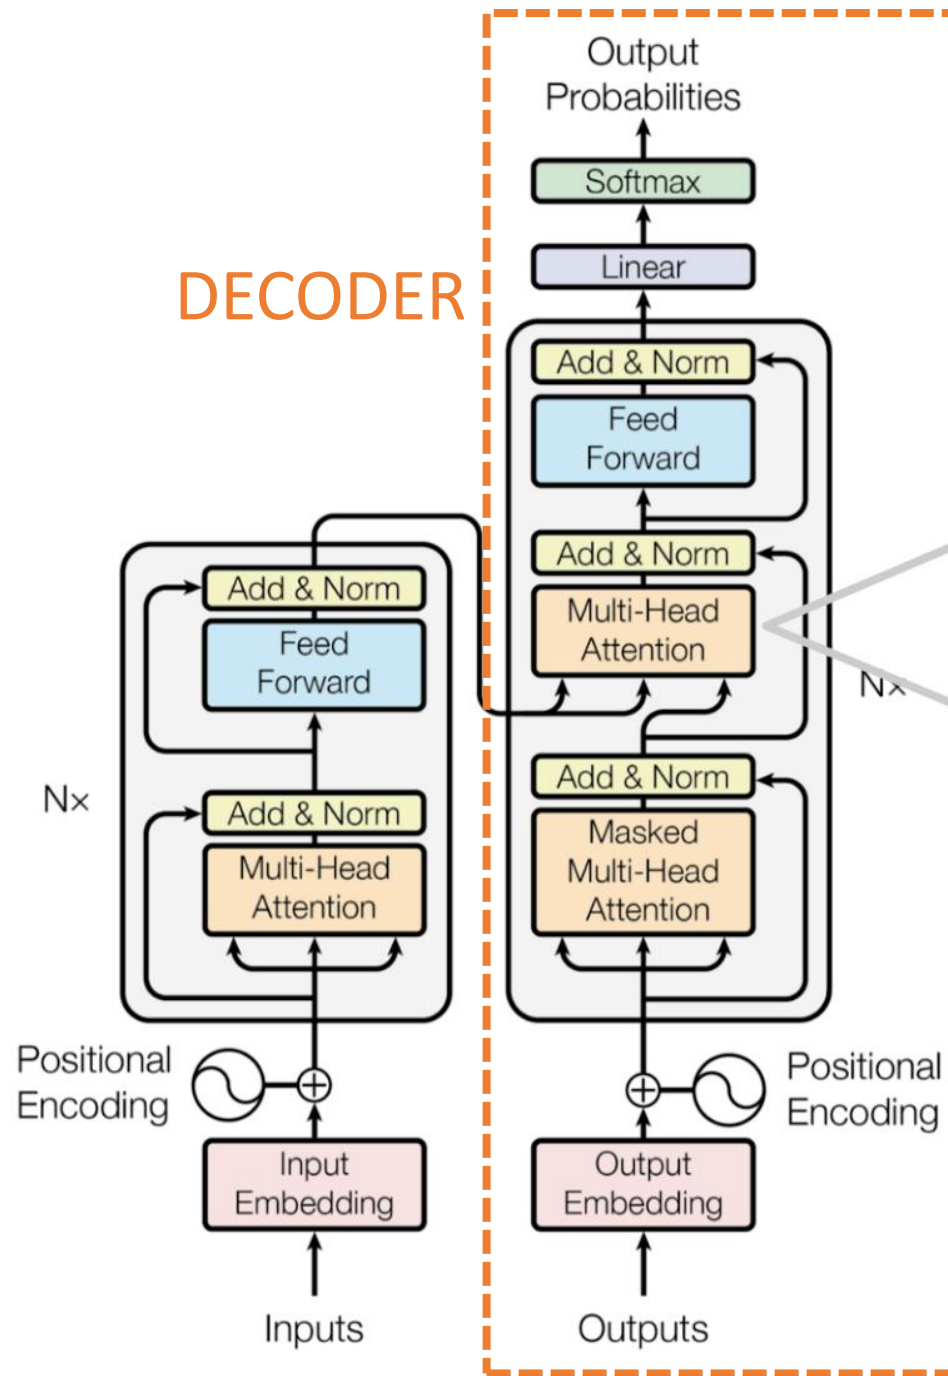 Output
Probabilities
Softmax
Linear
DECODER
Add & Norm
Feed
Forward
Add & Norm
Multi-Head
Attention
N×
Add & Norm
Masked
Multi-Head
Attention
Positional
Encoding
Output
Embedding
Outputs
Add & Norm
Feed
Forward
N×
Add & Norm
Multi-Head
Attention
Positional
Encoding
Input
Embedding
Inputs